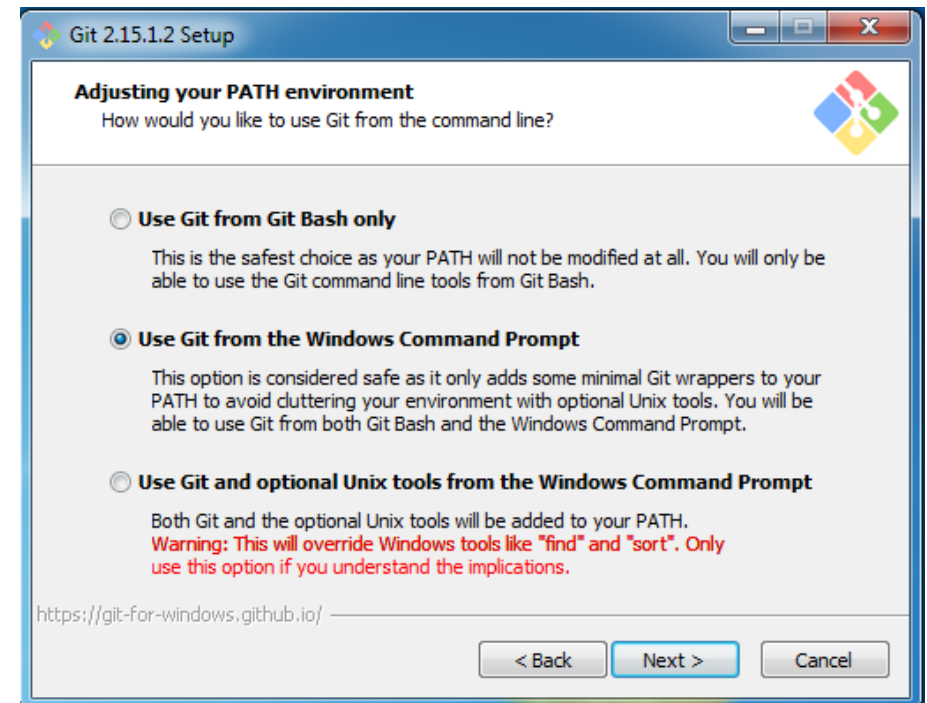 Git 2.15.1.2 Setup
Adjusting your PATH environment
How would you like to use Git from the command line?
Use Git from Git Bash only
This is the safest choice as your PATH will not be modified at all. You will only be
able to use the Git command line tools from Git Bash.
Use Git from the Windows Command Prompt
This option is considered safe as it only adds some minimal Git wrappers to your
PATH to avoid cluttering your environment with optional Unix tools. You will be
able to use Git from both Git Bash and the Windows Command Prompt.
Use Git and optional Unix tools from the Windows Command Prompt
Both Git and the optional Unix tools will be added to your PATH.
Warning: This will override Windows tools like "find" and "sort". Only
use this option if you understand the implications.
https://git-for-windows.github.io/
< Back Next > Cancel